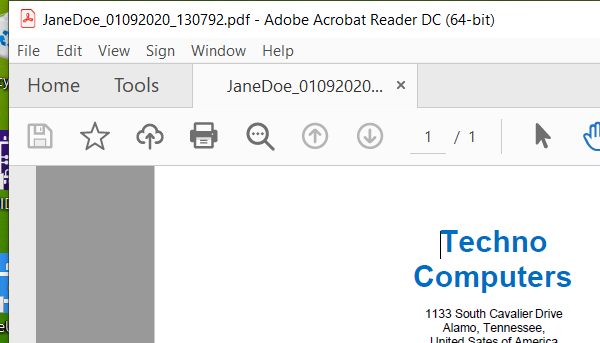 JaneDoe_01092020_130792.pdf - Adobe Acrobat Reader DC (64-bit)
File Edit View Sign Window Help
Home Tools JaneDoe_01092020... ×
1 / 1
Techno
Computers
1133 South Cavalier Drive
Alamo, Tennessee,
United States of America